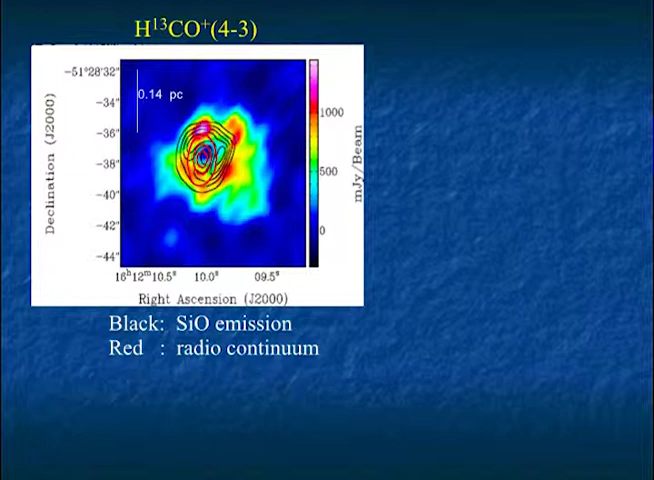 H¹³CO⁺(4-3)
0.14 pc
-51°28'32"
-34"
-36"
-38"
-40"
-42"
-44"
Declination (J2000)
1000
500
0
mJy/Beam
16ʰ12ᵐ10.5ˢ 10.0ˢ 09.5ˢ
Right Ascension (J2000)
Black: SiO emission
Red : radio continuum